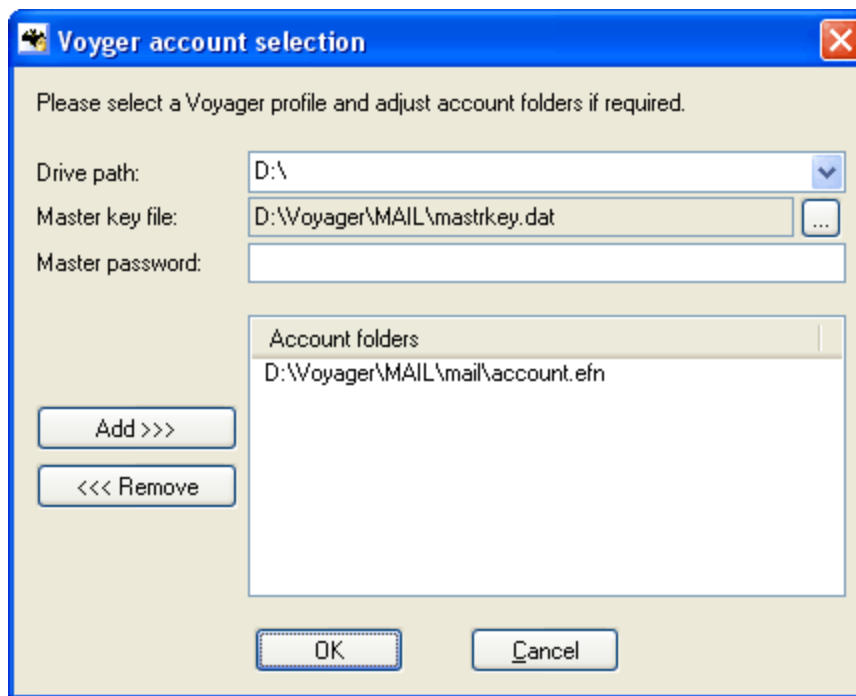 Voyger account selection
Please select a Voyager profile and adjust account folders if required.
Drive path: D:\
Master key file: D:\Voyager\MAIL\mastrkey.dat ...
Master password:
Account folders
D:\Voyager\MAIL\mail\account.efn
Add >>>
<<< Remove
OK Cancel